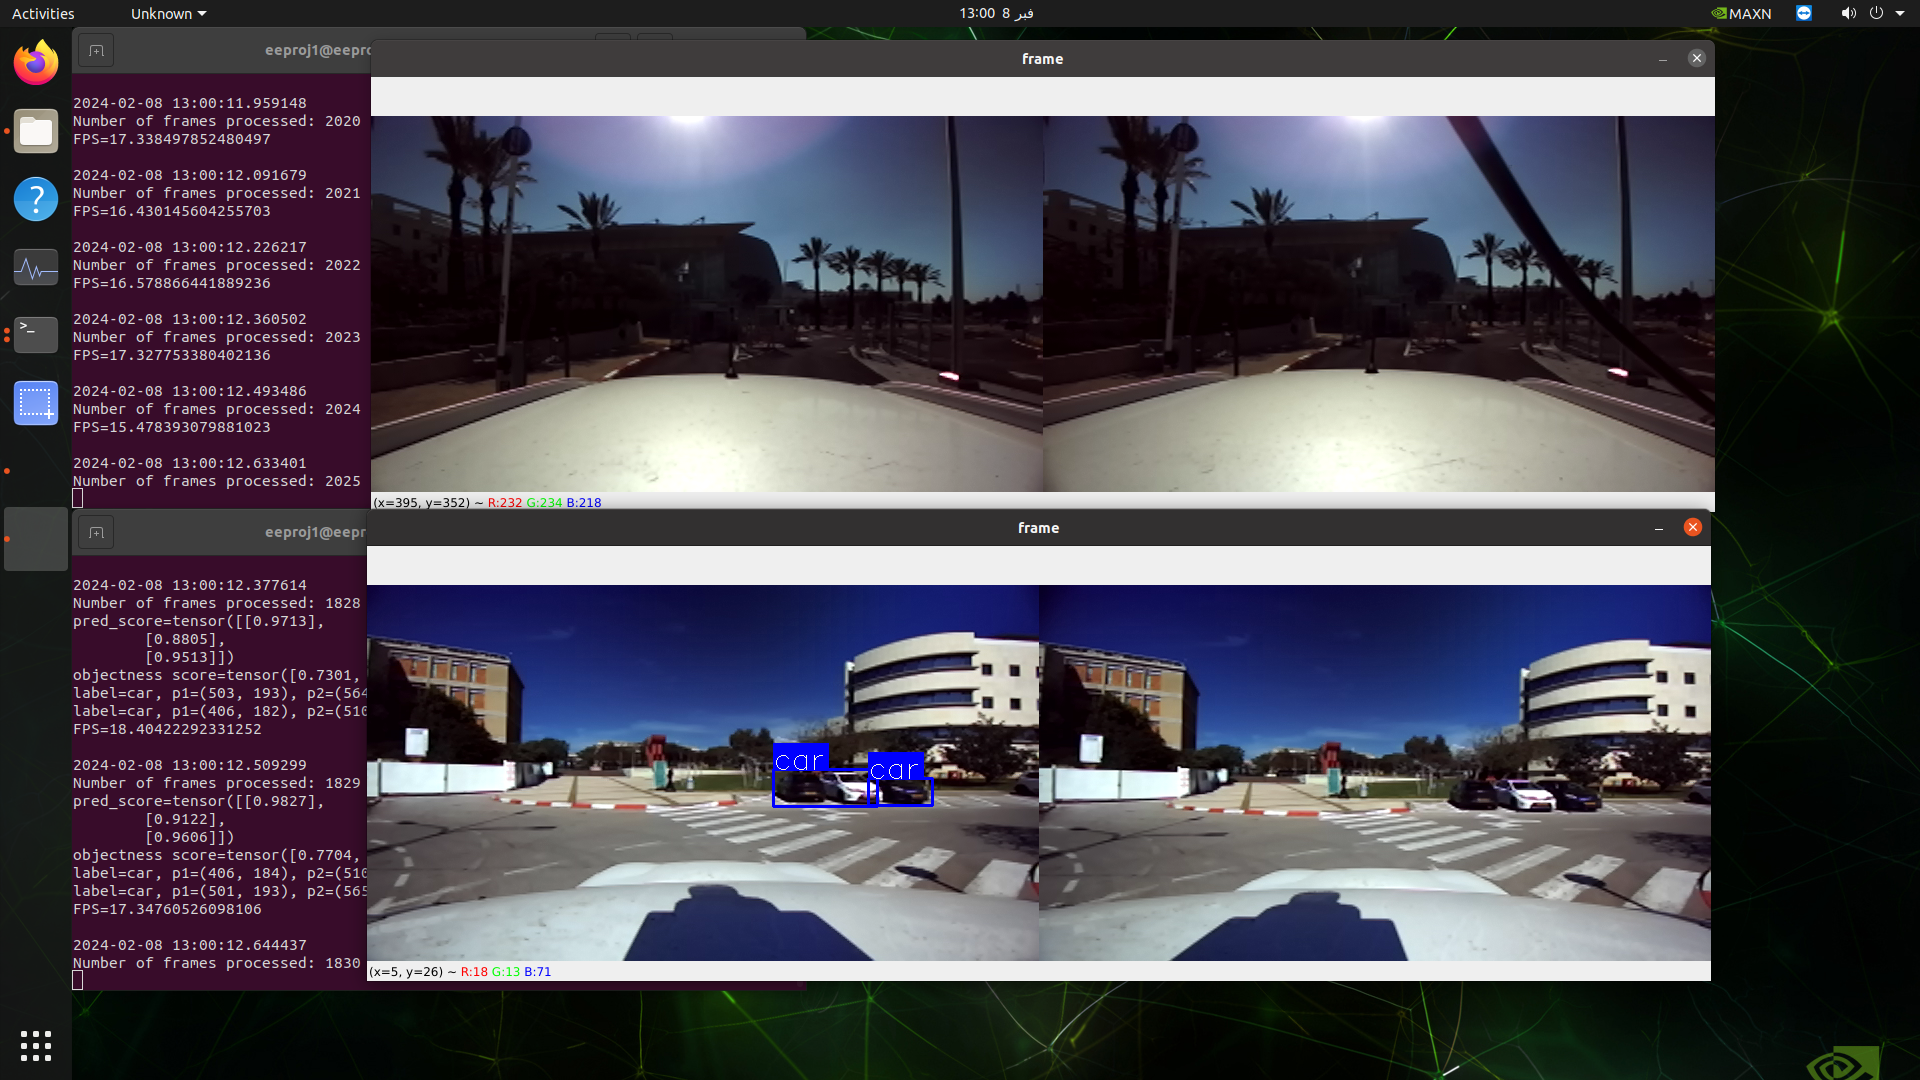 Activities
Unknown
13:00 8 فبر
MAXN
eeproj1@eepro
frame
2024-02-08 13:00:11.959148
Number of frames processed: 2020
FPS=17.338497852480497
2024-02-08 13:00:12.091679
Number of frames processed: 2021
FPS=16.430145604255703
2024-02-08 13:00:12.226217
Number of frames processed: 2022
FPS=16.578866441889236
2024-02-08 13:00:12.360502
Number of frames processed: 2023
FPS=17.327753380402136
2024-02-08 13:00:12.493486
Number of frames processed: 2024
FPS=15.478393079881023
2024-02-08 13:00:12.633401
Number of frames processed: 2025
(x=395, y=352) ~ R:232 G:234 B:218
eeproj1@eepr
frame
2024-02-08 13:00:12.377614
Number of frames processed: 1828
pred_score=tensor([[0.9713],
[0.8805],
[0.9513]])
objectness score=tensor([0.7301,
label=car, p1=(503, 193), p2=(564
label=car, p1=(406, 182), p2=(510
FPS=18.40422292331252
2024-02-08 13:00:12.509299
Number of frames processed: 1829
pred_score=tensor([[0.9827],
[0.9122],
[0.9606]])
objectness score=tensor([0.7704,
label=car, p1=(406, 184), p2=(510
label=car, p1=(501, 193), p2=(565
FPS=17.34760526098106
2024-02-08 13:00:12.644437
Number of frames processed: 1830
car
car
(x=5, y=26) ~ R:18 G:13 B:71